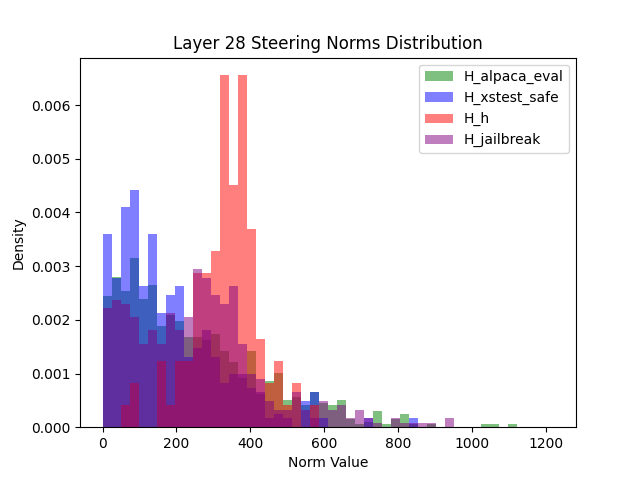 Layer 28 Steering Norms Distribution
H_alpaca_eval
H_xstest_safe
H_h
H_jailbreak
Density
0.006
0.005
0.004
0.003
0.002
0.001
0.000
0 200 400 600 800 1000 1200
Norm Value